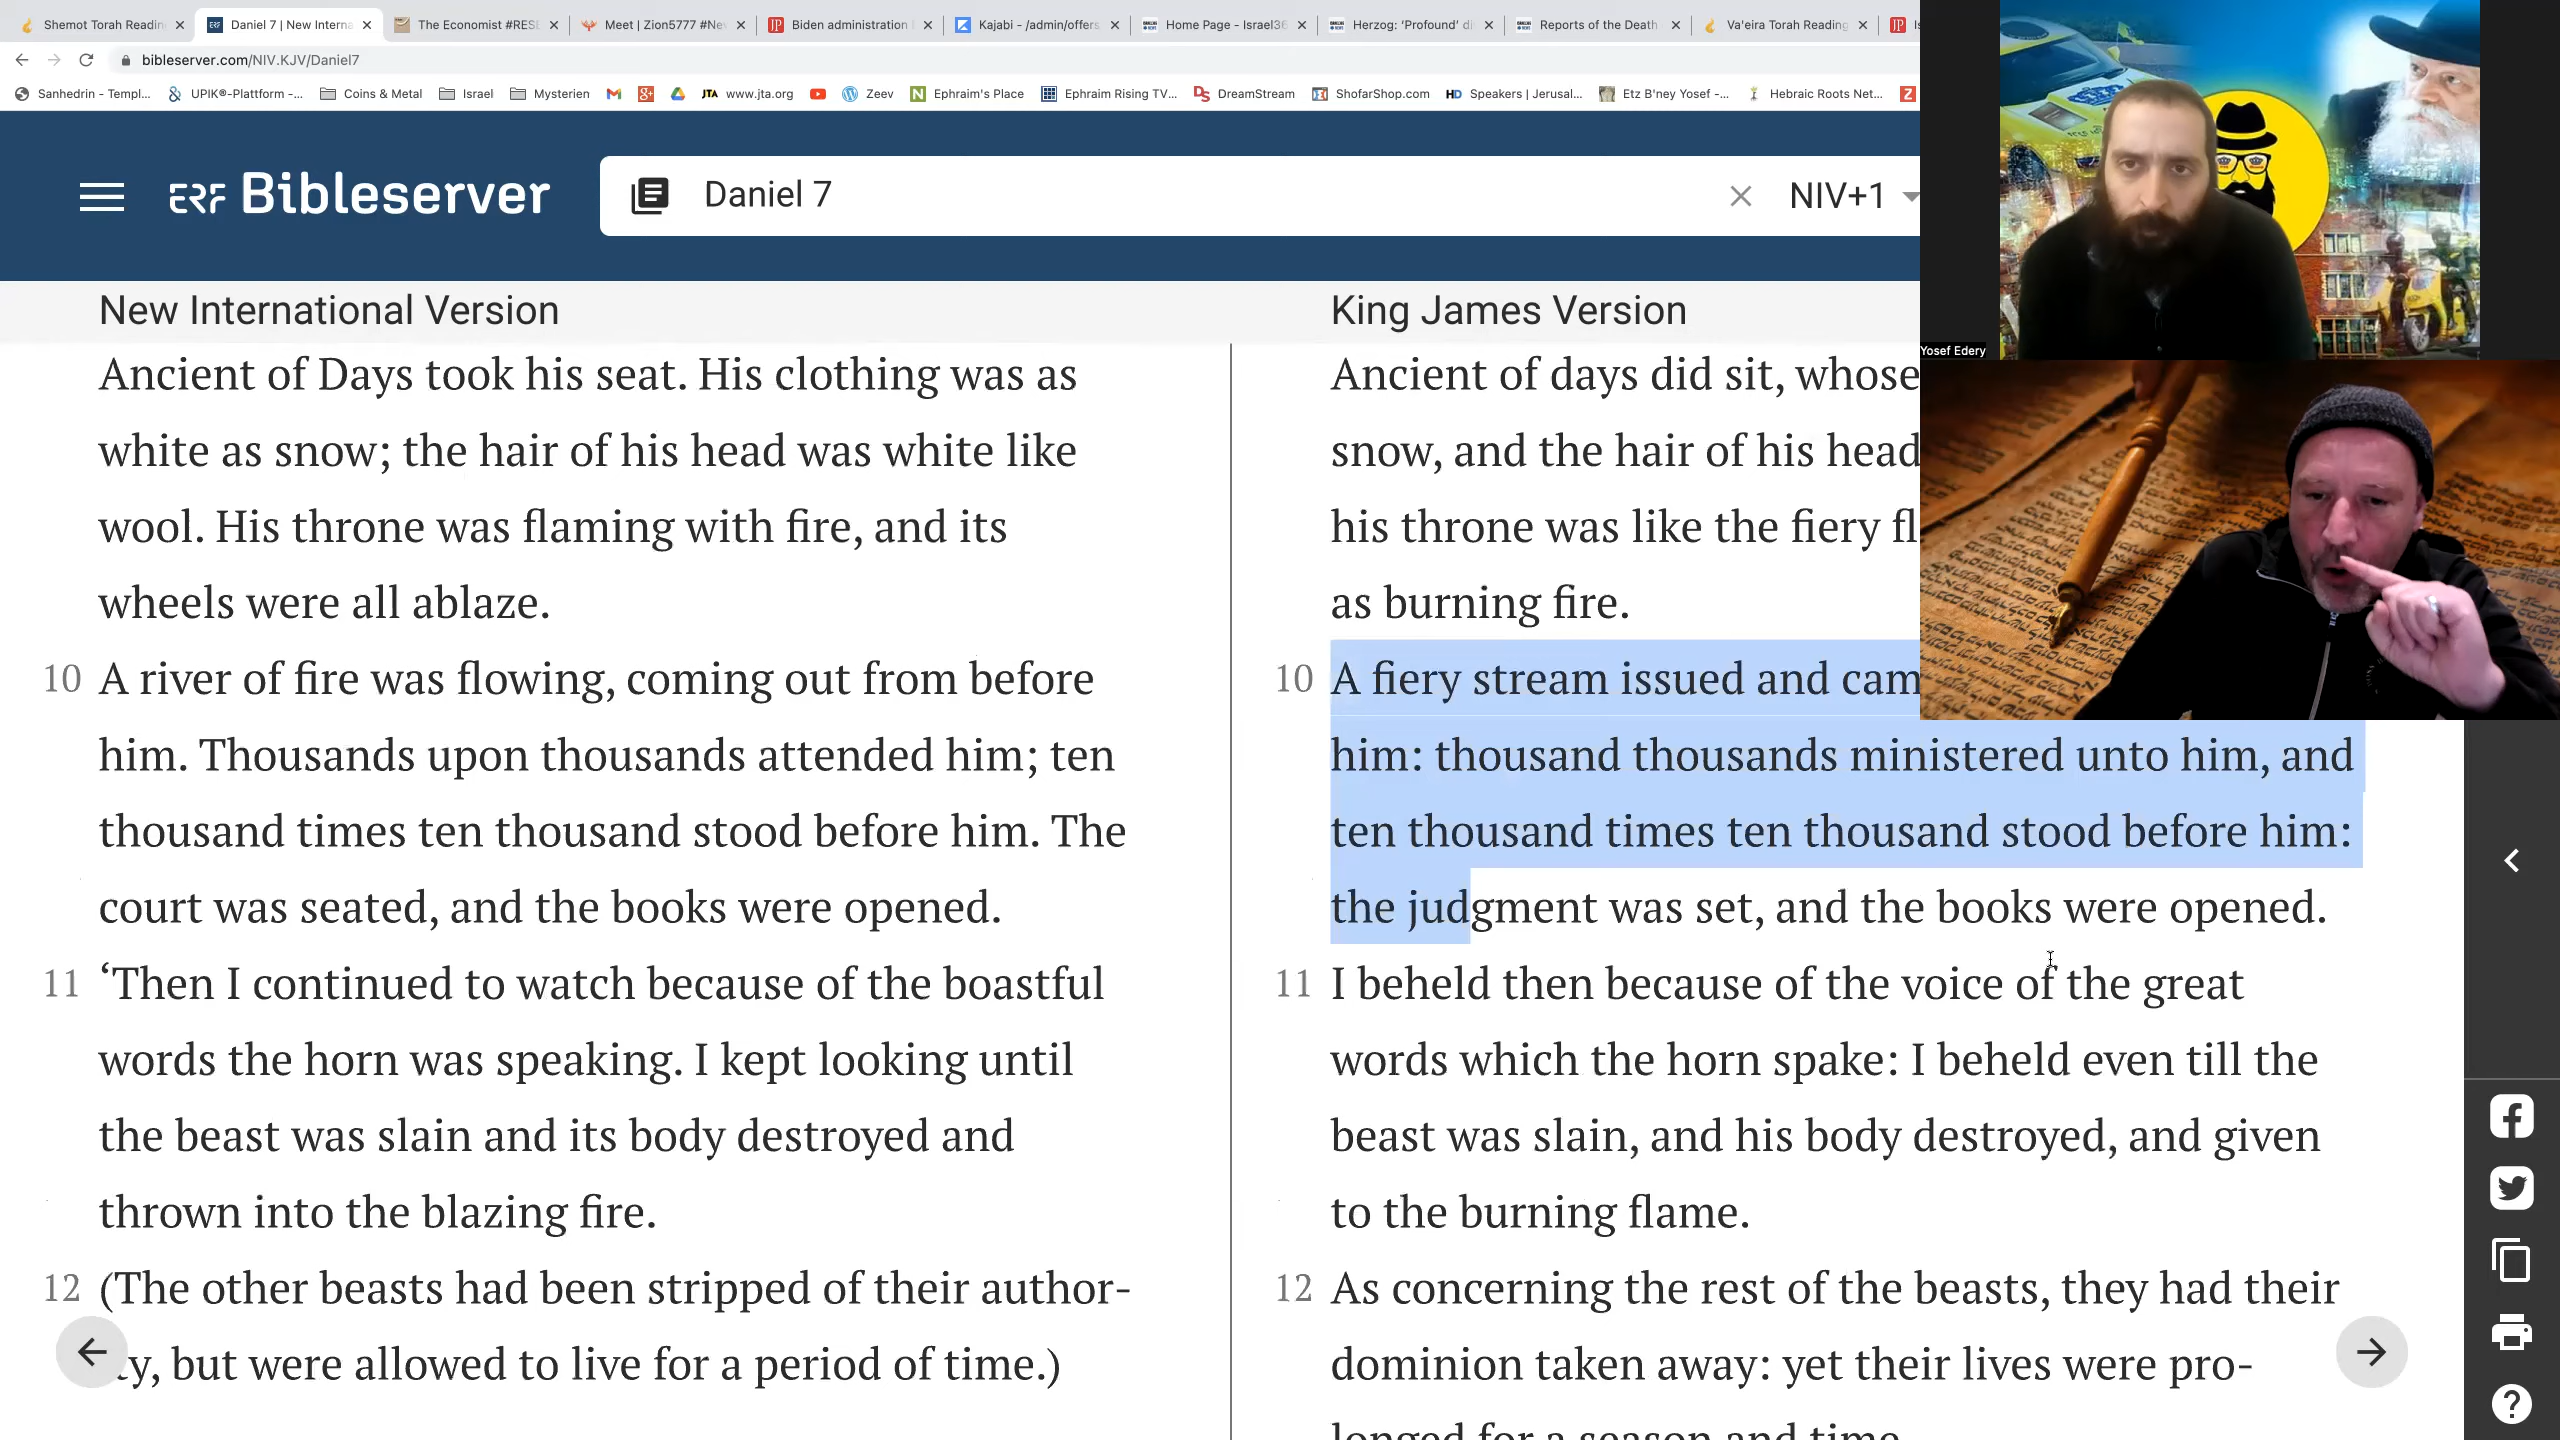 Shemot Torah Readin
Daniel 7 | New Interna
The Economist #RESE
Meet | Zion5777 #Ne
Biden administration
Kajabi - /admin/offers
Home Page - Israel36
Herzog: ‘Profound’ di
Reports of the Death
Va'eira Torah Reading
bibleserver.com/NIV.KJV/Daniel7
Sanhedrin - Templ...
UPIK®-Plattform -...
Coins & Metal
Israel
Mysterien
JTA www.jta.org
Zeev
Ephraim's Place
Ephraim Rising TV...
DreamStream
ShofarShop.com
HD Speakers | Jerusal...
Etz B'ney Yosef -...
Hebraic Roots Net...
ERF Bibleserver
Daniel 7
NIV+1
Yosef Edery
New International Version
Ancient of Days took his seat. His clothing was as
white as snow; the hair of his head was white like
wool. His throne was flaming with fire, and its
wheels were all ablaze.
10 A river of fire was flowing, coming out from before
him. Thousands upon thousands attended him; ten
thousand times ten thousand stood before him. The
court was seated, and the books were opened.
11 ‘Then I continued to watch because of the boastful
words the horn was speaking. I kept looking until
the beast was slain and its body destroyed and
thrown into the blazing fire.
12 (The other beasts had been stripped of their author-
ty, but were allowed to live for a period of time.)
King James Version
Ancient of days did sit, whose
snow, and the hair of his head
his throne was like the fiery fl
as burning fire.
10 A fiery stream issued and cam
him: thousand thousands ministered unto him, and
ten thousand times ten thousand stood before him:
the judgment was set, and the books were opened.
11 I beheld then because of the voice of the great
words which the horn spake: I beheld even till the
beast was slain, and his body destroyed, and given
to the burning flame.
12 As concerning the rest of the beasts, they had their
dominion taken away: yet their lives were pro-
longed for a season and time.